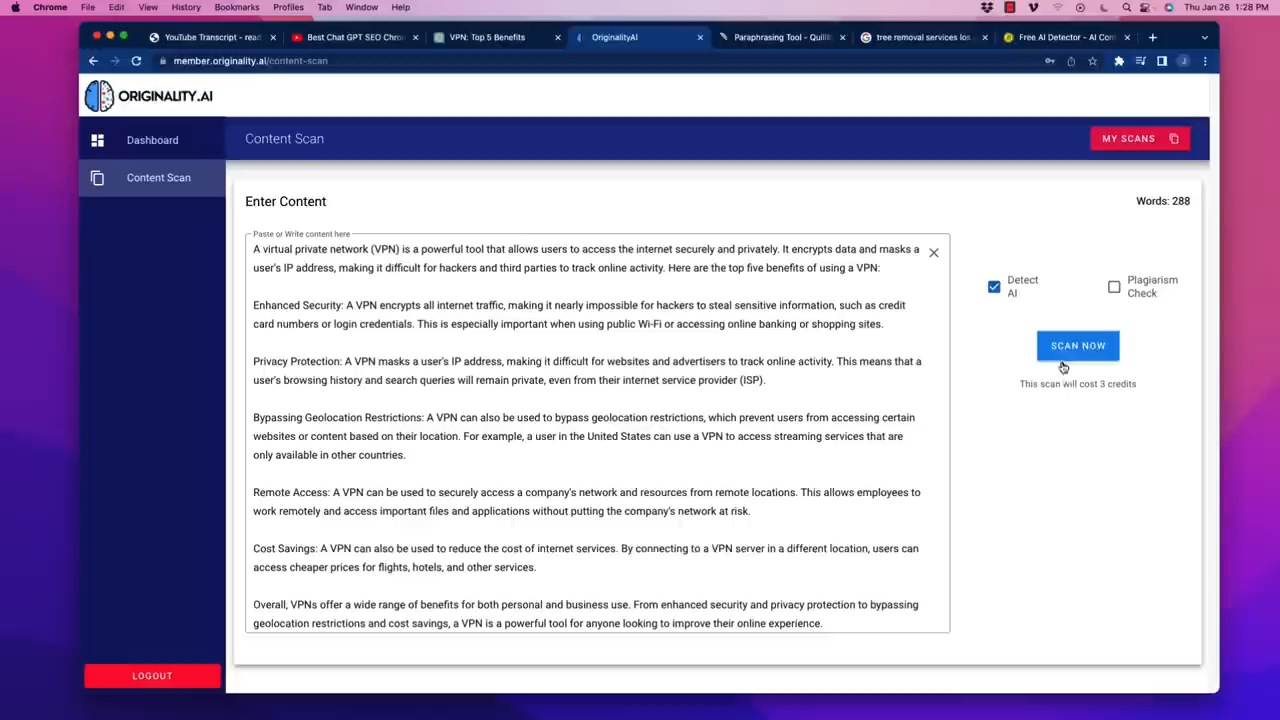 Chrome File Edit View History Bookmarks Profiles Tab Window Help Thu Jan 26 1:28 PM
YouTube Transcript - read Best Chat GPT SEO Chro VPN: Top 5 Benefits OriginalityAI Paraphrasing Tool - Quilll tree removal services los Free AI Detector - AI Con
member.originality.ai/content-scan
ORIGINALITY.AI
Dashboard
Content Scan
MY SCANS
Content Scan
Enter Content
Words: 288
Paste or Write content here
A virtual private network (VPN) is a powerful tool that allows users to access the internet securely and privately. It encrypts data and masks a
user's IP address, making it difficult for hackers and third parties to track online activity. Here are the top five benefits of using a VPN:
Enhanced Security: A VPN encrypts all internet traffic, making it nearly impossible for hackers to steal sensitive information, such as credit
card numbers or login credentials. This is especially important when using public Wi-Fi or accessing online banking or shopping sites.
Privacy Protection: A VPN masks a user's IP address, making it difficult for websites and advertisers to track online activity. This means that a
user's browsing history and search queries will remain private, even from their internet service provider (ISP).
Bypassing Geolocation Restrictions: A VPN can also be used to bypass geolocation restrictions, which prevent users from accessing certain
websites or content based on their location. For example, a user in the United States can use a VPN to access streaming services that are
only available in other countries.
Remote Access: A VPN can be used to securely access a company's network and resources from remote locations. This allows employees to
work remotely and access important files and applications without putting the company's network at risk.
Cost Savings: A VPN can also be used to reduce the cost of internet services. By connecting to a VPN server in a different location, users can
access cheaper prices for flights, hotels, and other services.
Overall, VPNs offer a wide range of benefits for both personal and business use. From enhanced security and privacy protection to bypassing
geolocation restrictions and cost savings, a VPN is a powerful tool for anyone looking to improve their online experience.
Detect
AI
Plagiarism
Check
SCAN NOW
This scan will cost 3 credits
LOGOUT